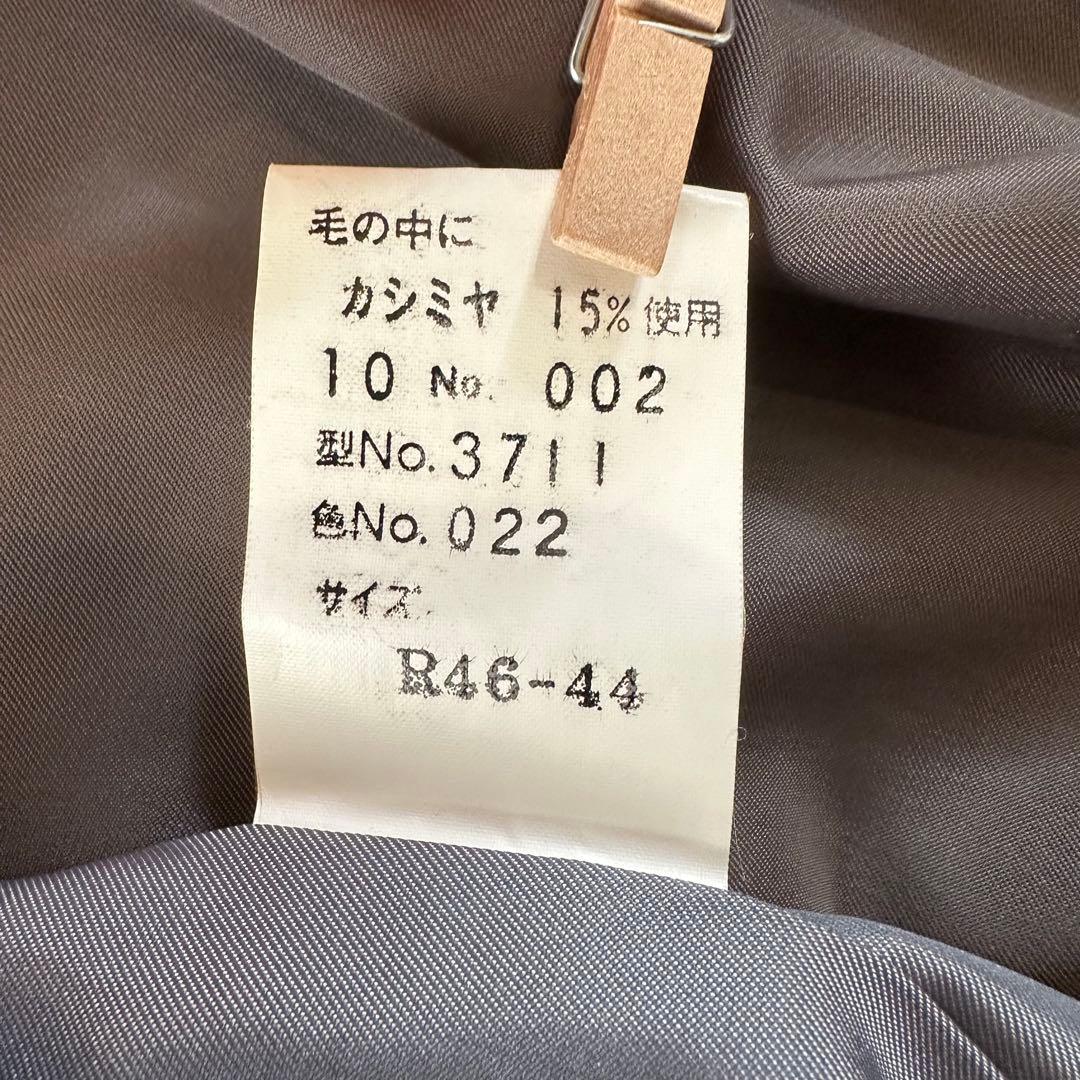 毛の中に
カシミヤ 15%使用
10 No. 002
型No.3711
色No.022
サイズ
R46-44